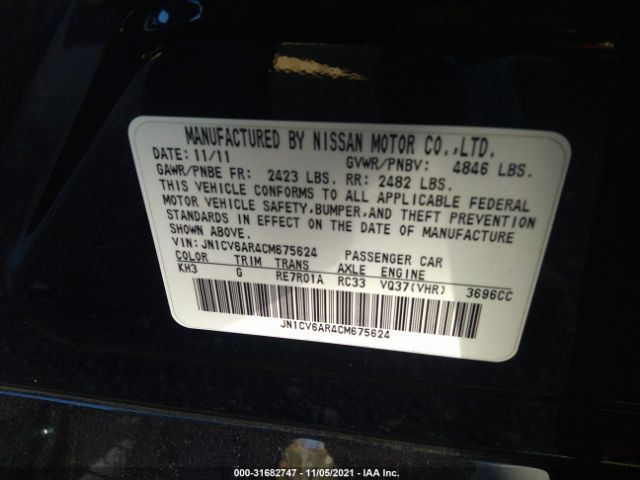 MANUFACTURED BY NISSAN MOTOR CO.,LTD.
DATE: 11/11 GVWR/PNBV: 4846 LBS.
GAWR/PNBE FR: 2423 LBS. RR: 2482 LBS.
THIS VEHICLE CONFORMS TO ALL APPLICABLE FEDERAL
MOTOR VEHICLE SAFETY, BUMPER, AND THEFT PREVENTION
STANDARDS IN EFFECT ON THE DATE OF MANUFACTURE
SHOWN ABOVE.
VIN: JN1CV6AR4CM675624 PASSENGER CAR
COLOR TRIM TRANS AXLE ENGINE
KH3 G RE7R01A RC33 VQ37(VHR) 3696CC
JN1CV6AR4CM675624
000-31682747 - 11/05/2021 - IAA Inc.